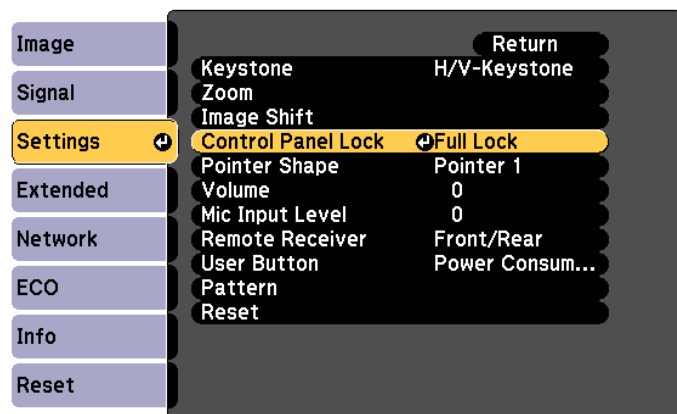 Image
Signal
Settings
Extended
Network
ECO
Info
Reset
Return
Keystone H/V-Keystone
Zoom
Image Shift
Control Panel Lock Full Lock
Pointer Shape Pointer 1
Volume 0
Mic Input Level 0
Remote Receiver Front/Rear
User Button Power Consum...
Pattern
Reset